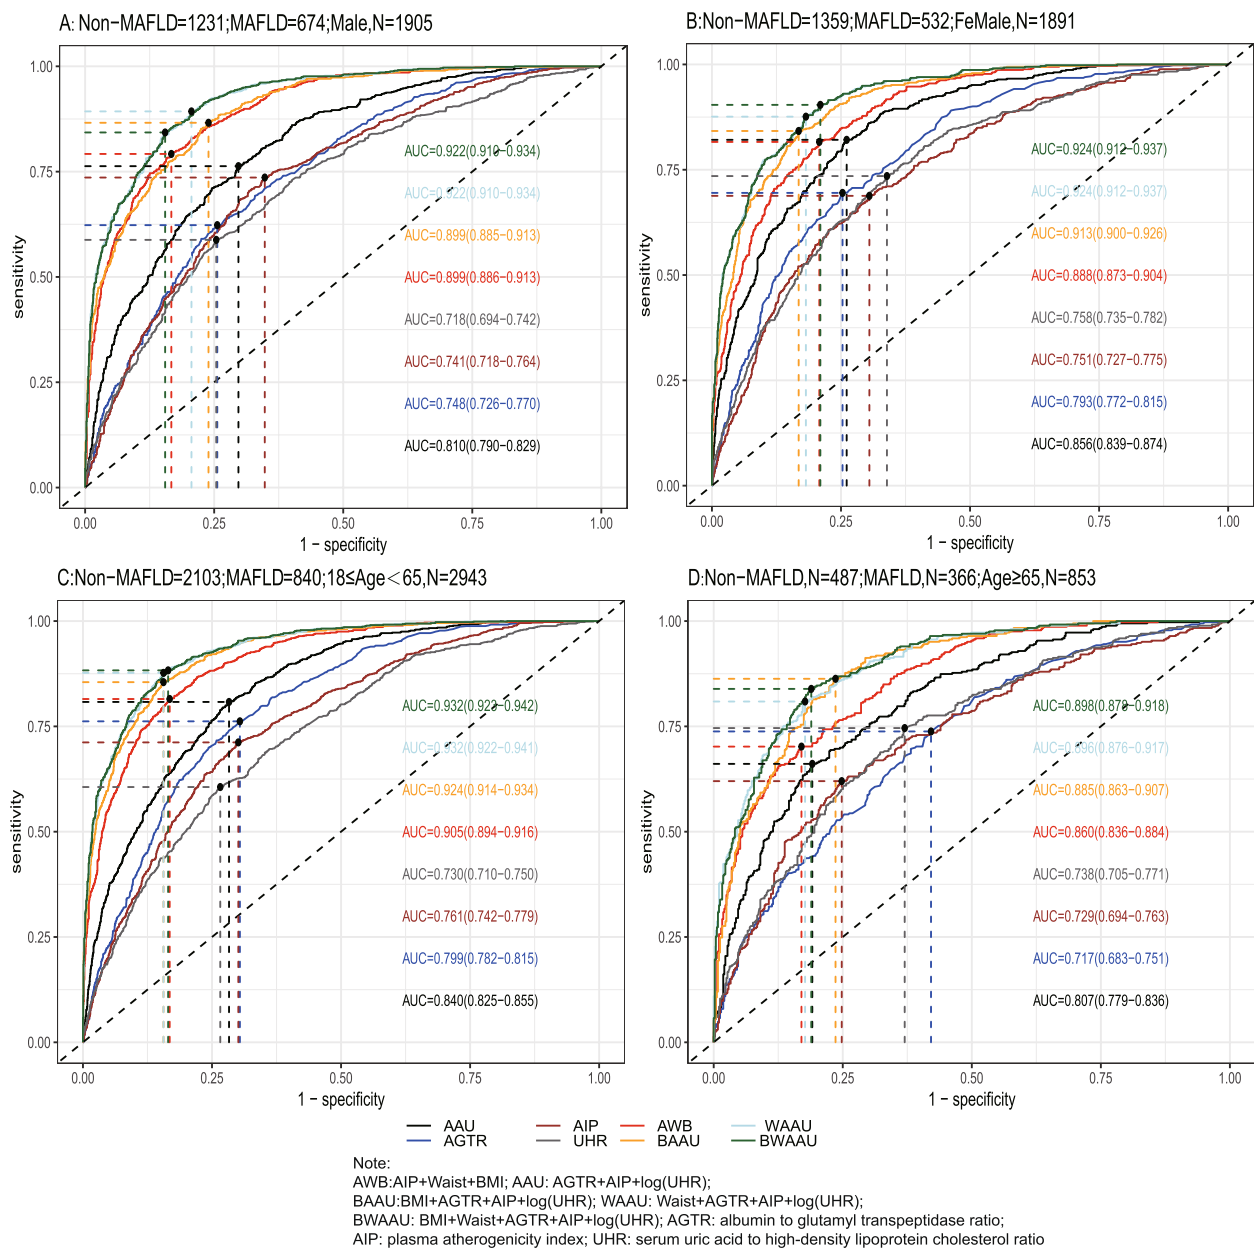 A: Non−MAFLD=1231;MAFLD=674;Male,N=1905
1.00
0.75
0.50
0.25
0.00
sensitivity
AUC=0.922(0.910−0.934)
AUC=0.922(0.910−0.934)
AUC=0.899(0.885−0.913)
AUC=0.899(0.886−0.913)
AUC=0.718(0.694−0.742)
AUC=0.741(0.718−0.764)
AUC=0.748(0.726−0.770)
AUC=0.810(0.790−0.829)
0.00 0.25 0.50 0.75 1.00
1 − specificity
B:Non−MAFLD=1359;MAFLD=532;FeMale,N=1891
1.00
0.75
0.50
0.25
0.00
sensitivity
AUC=0.924(0.912−0.937)
AUC=0.924(0.912−0.937)
AUC=0.913(0.900−0.926)
AUC=0.888(0.873−0.904)
AUC=0.758(0.735−0.782)
AUC=0.751(0.727−0.775)
AUC=0.793(0.772−0.815)
AUC=0.856(0.839−0.874)
0.00 0.25 0.50 0.75 1.00
1 − specificity
C:Non−MAFLD=2103;MAFLD=840;18≤Age＜65,N=2943
1.00
0.75
0.50
0.25
0.00
sensitivity
AUC=0.932(0.922−0.942)
AUC=0.932(0.922−0.941)
AUC=0.924(0.914−0.934)
AUC=0.905(0.894−0.916)
AUC=0.730(0.710−0.750)
AUC=0.761(0.742−0.779)
AUC=0.799(0.782−0.815)
AUC=0.840(0.825−0.855)
0.00 0.25 0.50 0.75 1.00
1 − specificity
D:Non−MAFLD,N=487;MAFLD,N=366;Age≥65,N=853
1.00
0.75
0.50
0.25
0.00
sensitivity
AUC=0.898(0.878−0.918)
AUC=0.896(0.876−0.917)
AUC=0.885(0.863−0.907)
AUC=0.860(0.836−0.884)
AUC=0.738(0.705−0.771)
AUC=0.729(0.694−0.763)
AUC=0.717(0.683−0.751)
AUC=0.807(0.779−0.836)
0.00 0.25 0.50 0.75 1.00
1 − specificity
AAU AIP AWB WAAU
AGTR UHR BAAU BWAAU
Note:
AWB:AIP+Waist+BMI; AAU: AGTR+AIP+log(UHR);
BAAU:BMI+AGTR+AIP+log(UHR); WAAU: Waist+AGTR+AIP+log(UHR);
BWAAU: BMI+Waist+AGTR+AIP+log(UHR); AGTR: albumin to glutamyl transpeptidase ratio;
AIP: plasma atherogenicity index; UHR: serum uric acid to high-density lipoprotein cholesterol ratio